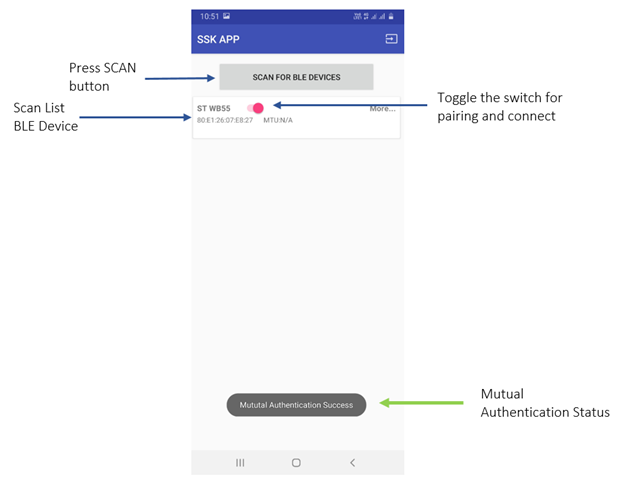 10:51
SSK APP
Press SCAN
button
SCAN FOR BLE DEVICES
Scan List
BLE Device
ST WB55
More...
80:E1:26:07:E8:27 MTU:N/A
Toggle the switch for
pairing and connect
Mututal Authentication Success
Mutual
Authentication Status